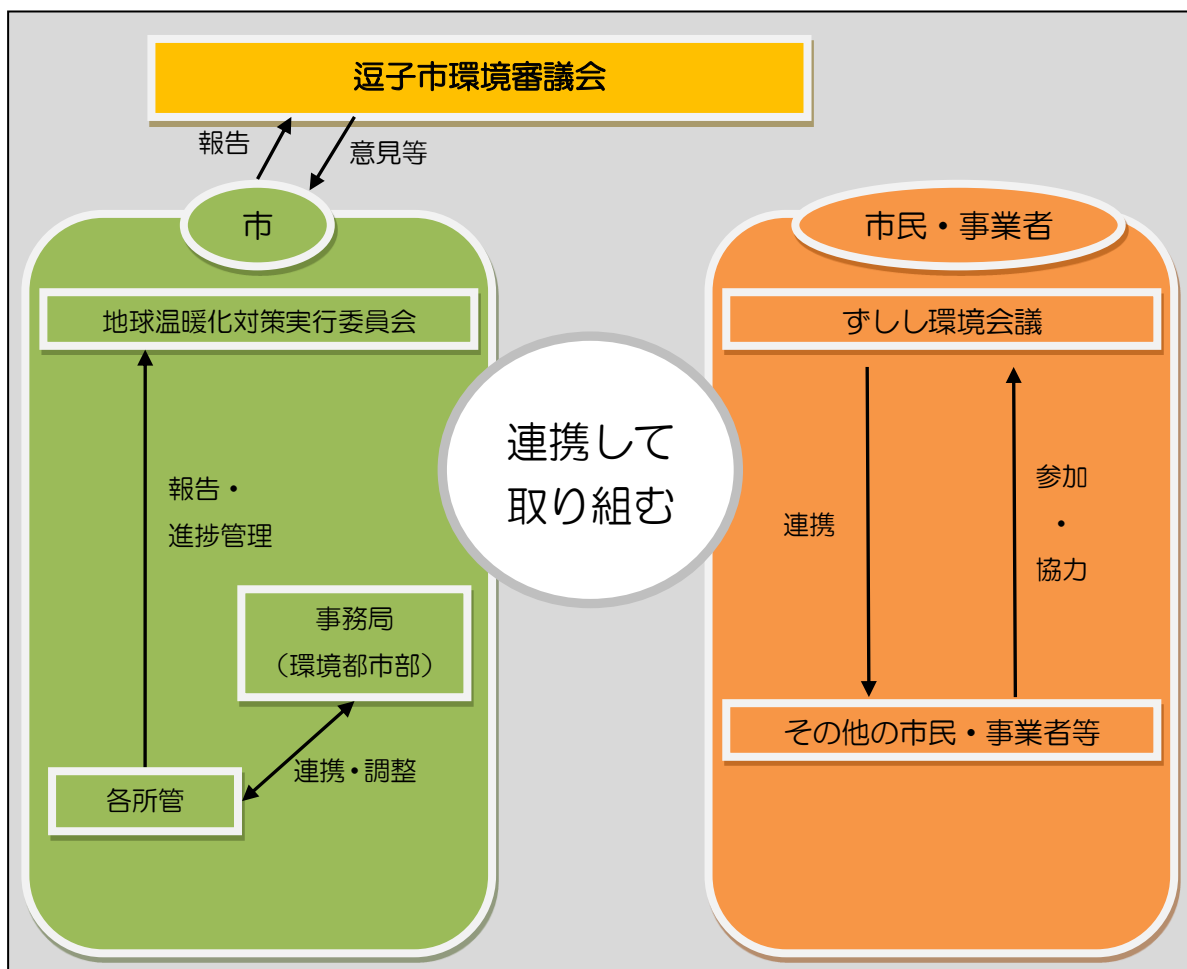 逗子市環境審議会
報告
意見等
市
地球温暖化対策実行委員会
報告・
進捗管理
事務局
（環境都市部）
連携・調整
各所管
連携して
取り組む
市民・事業者
ずしし環境会議
連携
参加
・
協力
その他の市民・事業者等